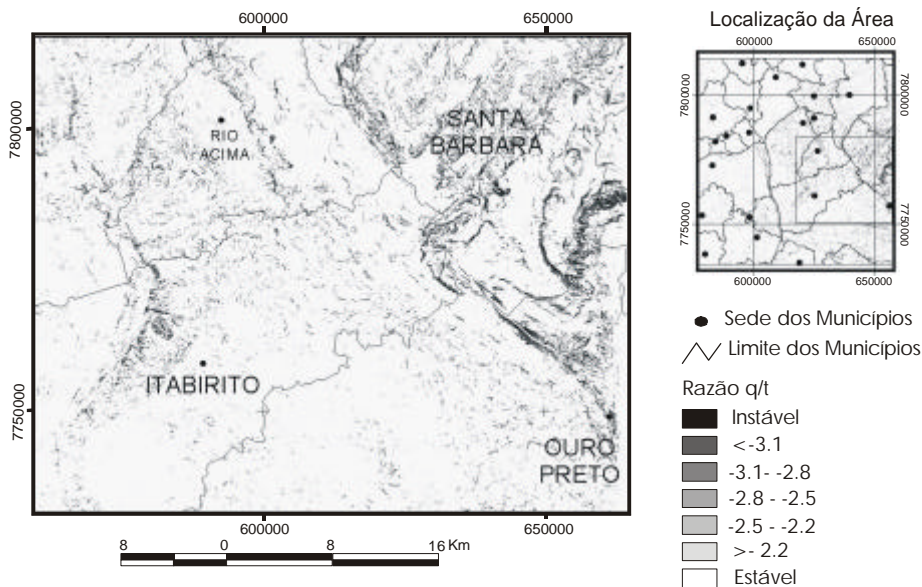 600000
650000
7800000
7750000
RIO
ACIMA
SANTA
BARBARA
ITABIRITO
OURO
PRETO
600000
650000
8 0 8 16 Km
Localização da Área
600000
650000
7800000
7750000
7800000
7750000
600000
650000
Sede dos Municípios
Limite dos Municípios
Razão q/t
Instável
<-3.1
-3.1- -2.8
-2.8 - -2.5
-2.5 - -2.2
>- 2.2
Estável